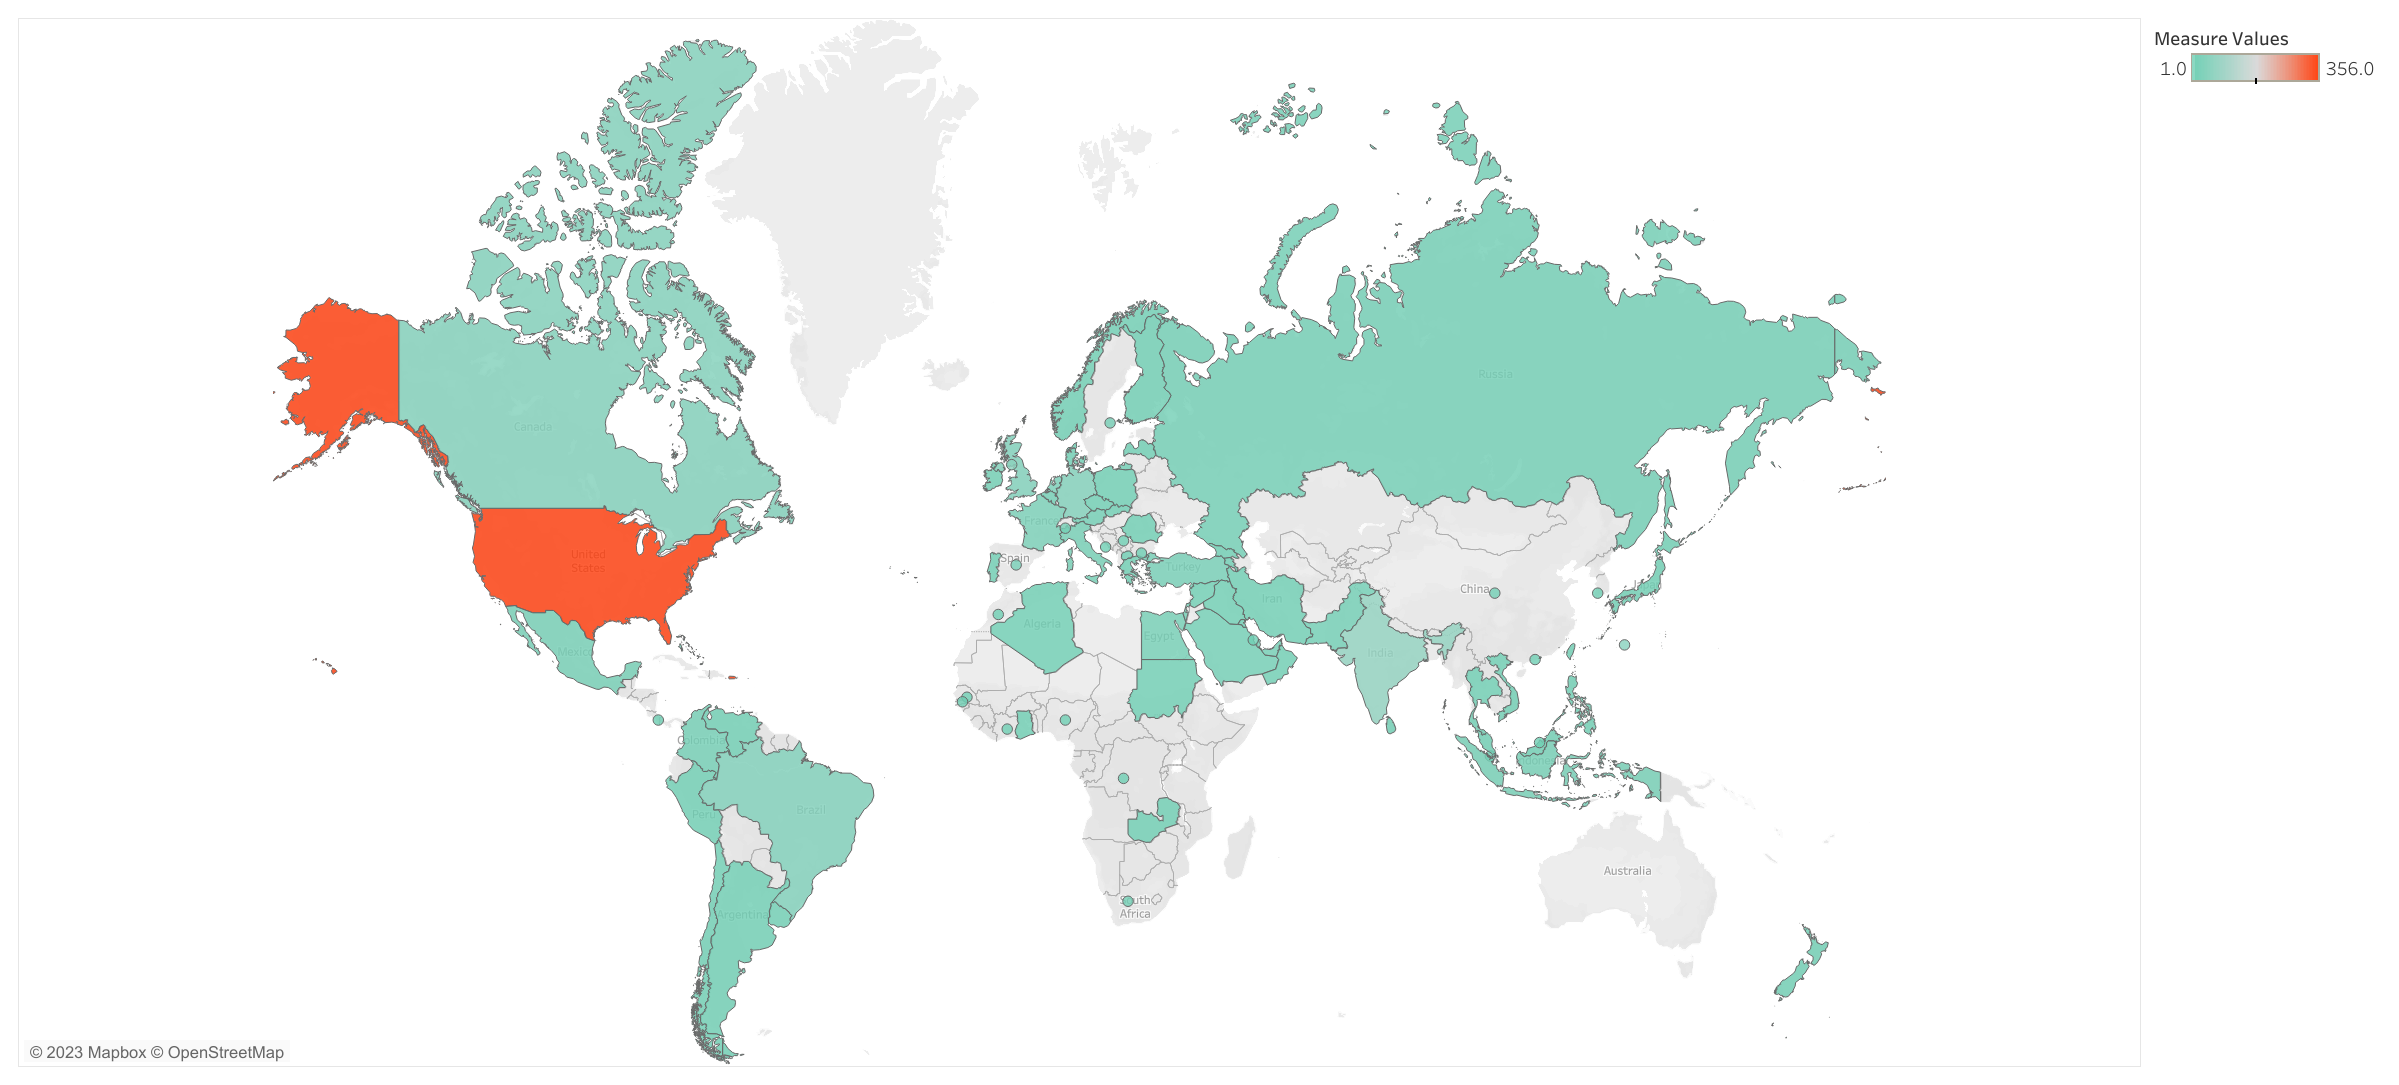 Measure Values
1.0 356.0
Russia
Canada
France
United
States
Spain
Turkey
China
Iran
Algeria
Egypt
Mexico
India
Colombia
Indonesia
Brazil
Peru
Australia
South
Africa
Argentina
© 2023 Mapbox © OpenStreetMap